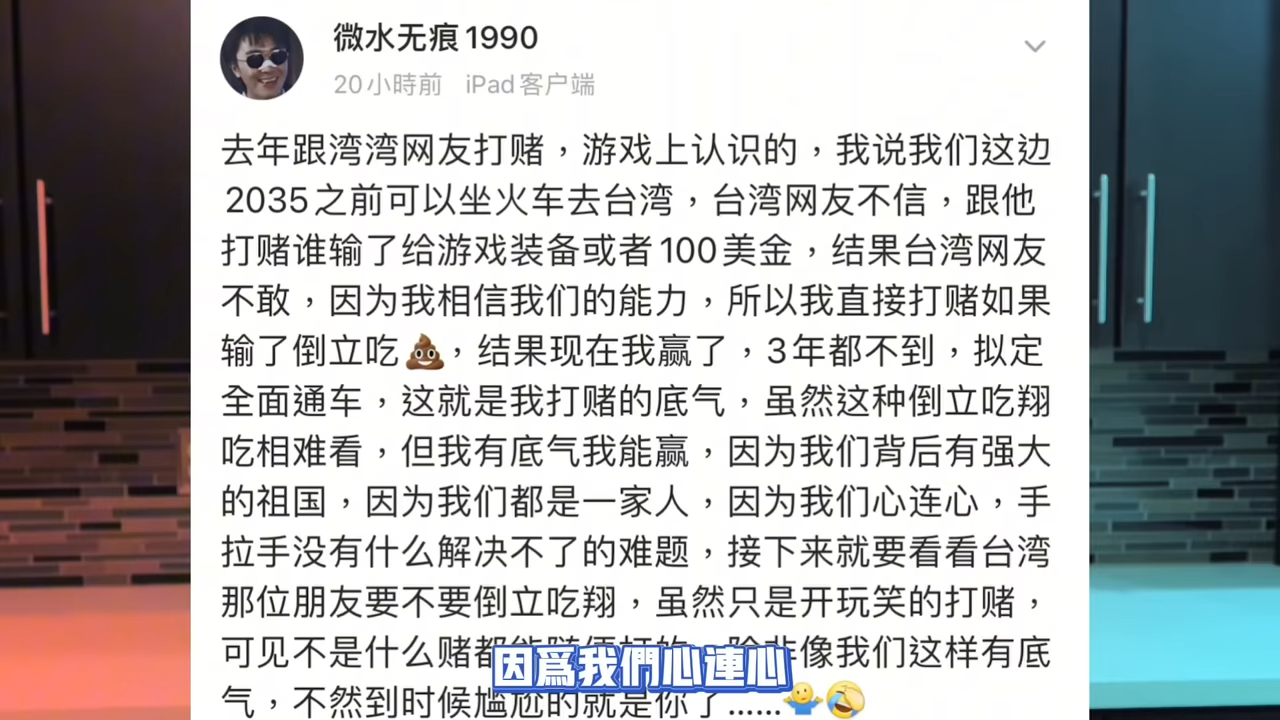 微水无痕1990
20小時前 iPad客户端
去年跟湾湾网友打赌，游戏上认识的，我说我们这边
2035之前可以坐火车去台湾，台湾网友不信，跟他
打赌谁输了给游戏装备或者100美金，结果台湾网友
不敢，因为我相信我们的能力，所以我直接打赌如果
输了倒立吃💩，结果现在我赢了，3年都不到，拟定
全面通车，这就是我打赌的底气，虽然这种倒立吃翔
吃相难看，但我有底气我能赢，因为我们背后有强大
的祖国，因为我们都是一家人，因为我们心连心，手
拉手没有什么解决不了的难题，接下来就要看看台湾
那位朋友要不要倒立吃翔，虽然只是开玩笑的打赌，
可见不是什么赌都能随便打的，除非像我们这样有底
因爲我們心連心
气，不然到时候尴尬的就是你了……🤷‍♂️🤣